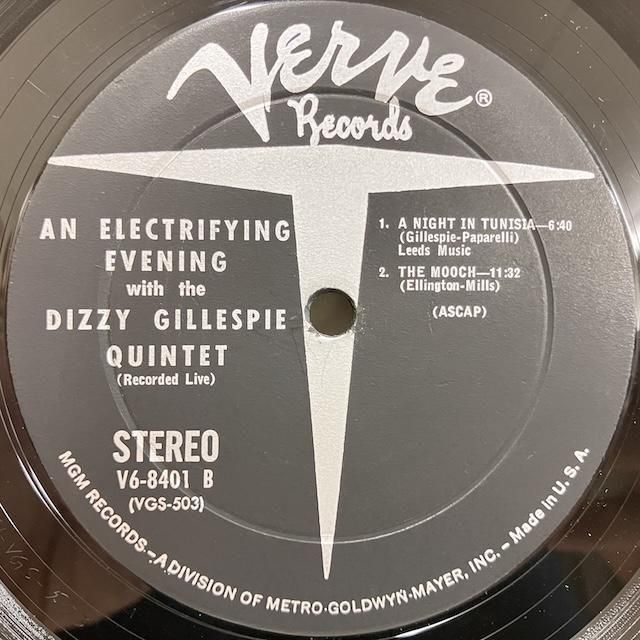 VERVE®
Records
AN ELECTRIFYING
EVENING
with the
DIZZY GILLESPIE
QUINTET
(Recorded Live)
STEREO
V6-8401 B
(VGS-503)
1. A NIGHT IN TUNISIA—6:40
(Gillespie-Paparelli)
Leeds Music
2. THE MOOCH—11:32
(Ellington-Mills)
(ASCAP)
MGM RECORDS – A DIVISION OF METRO-GOLDWYN-MAYER, INC. – Made in U.S.A.